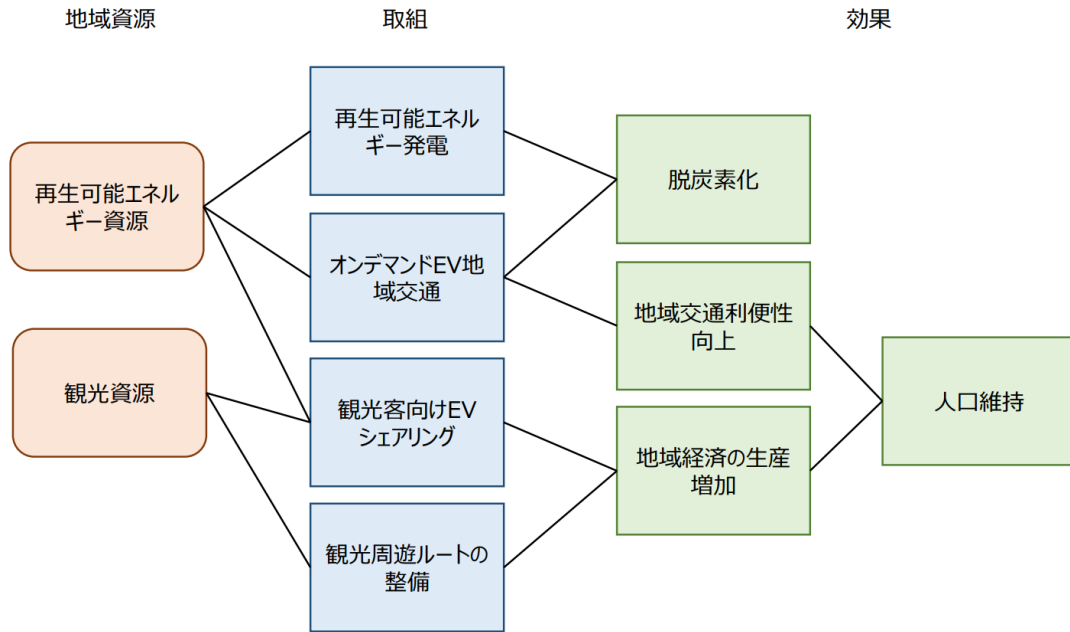 地域資源
取組
効果
再生可能エネル
ギー資源
観光資源
再生可能エネル
ギー発電
オンデマンドEV地
域交通
観光客向けEV
シェアリング
観光周遊ルートの
整備
脱炭素化
地域交通利便性
向上
地域経済の生産
増加
人口維持